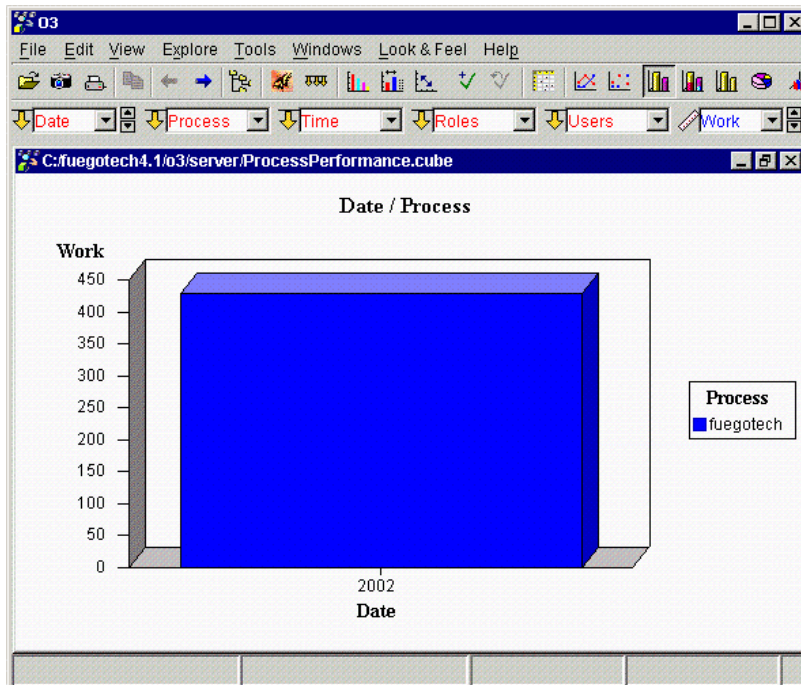 O3
File Edit View Explore Tools Windows Look & Feel Help
Date Process Time Roles Users Work
C:/fuegotech4.1/o3/server/ProcessPerformance.cube
Date / Process
Work
450
400
350
300
250
200
150
100
50
0
2002
Date
Process
fuegotech